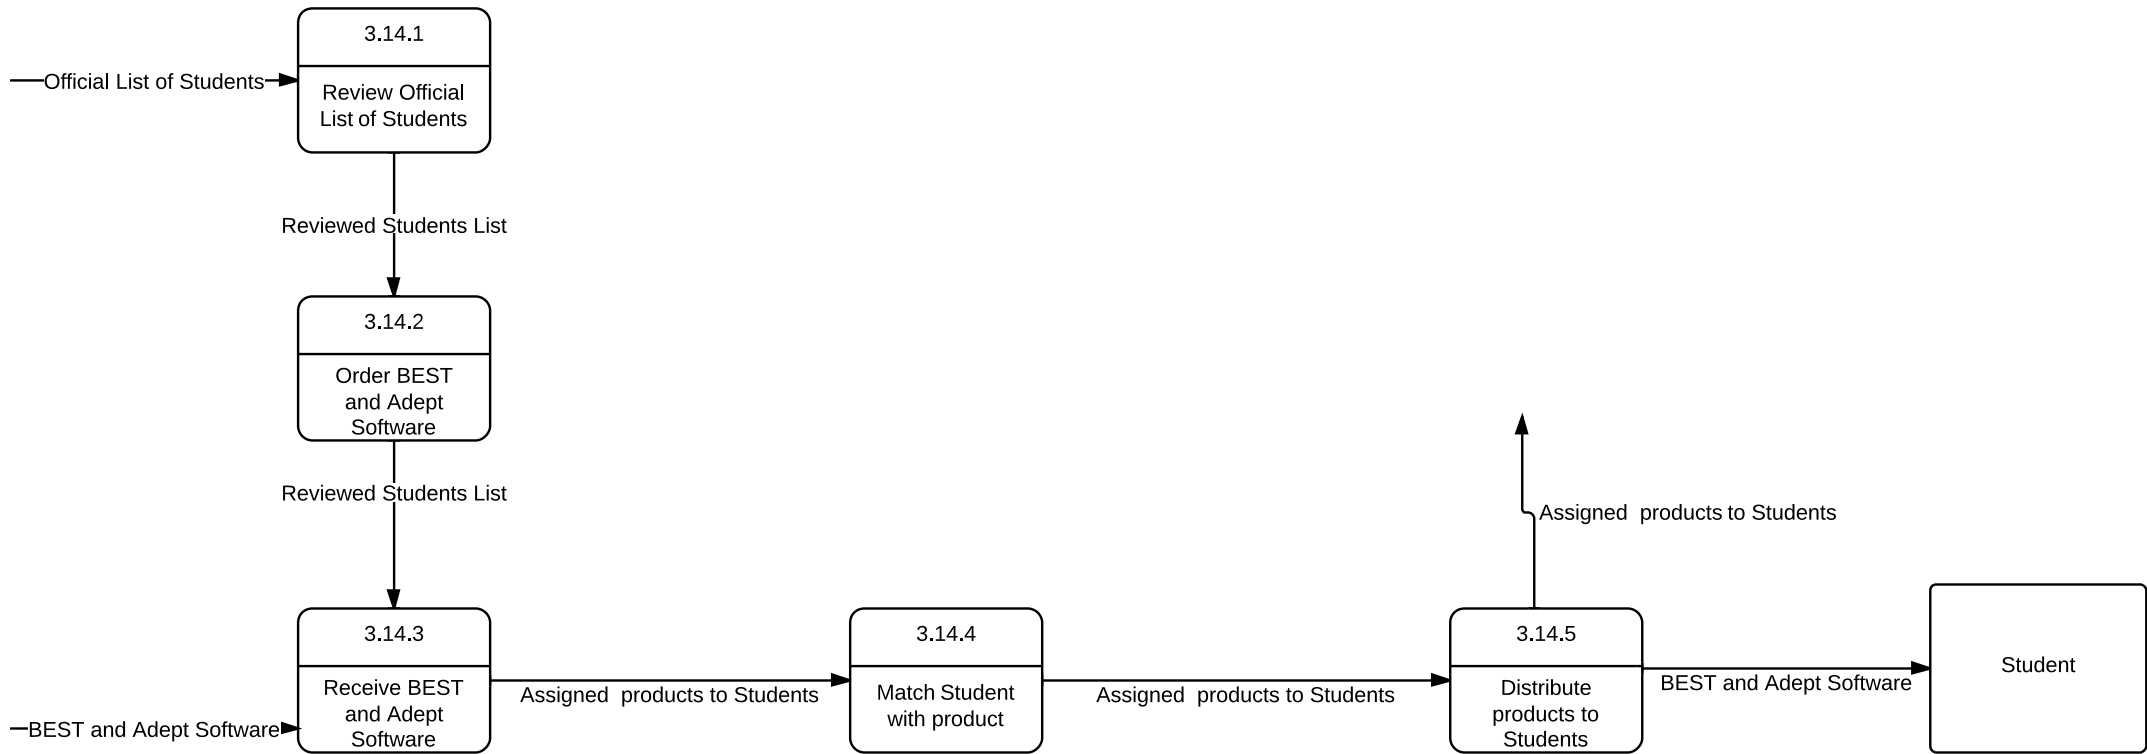 3.14.1
Official List of Students
Review Official
List of Students
Reviewed Students List
3.14.2
Order BEST
and Adept
Software
Reviewed Students List
Assigned  products to Students
3.14.3
Receive BEST
and Adept
Software
BEST and Adept Software
Assigned  products to Students
3.14.4
Match Student
with product
Assigned  products to Students
3.14.5
Distribute
products to
Students
BEST and Adept Software
Student